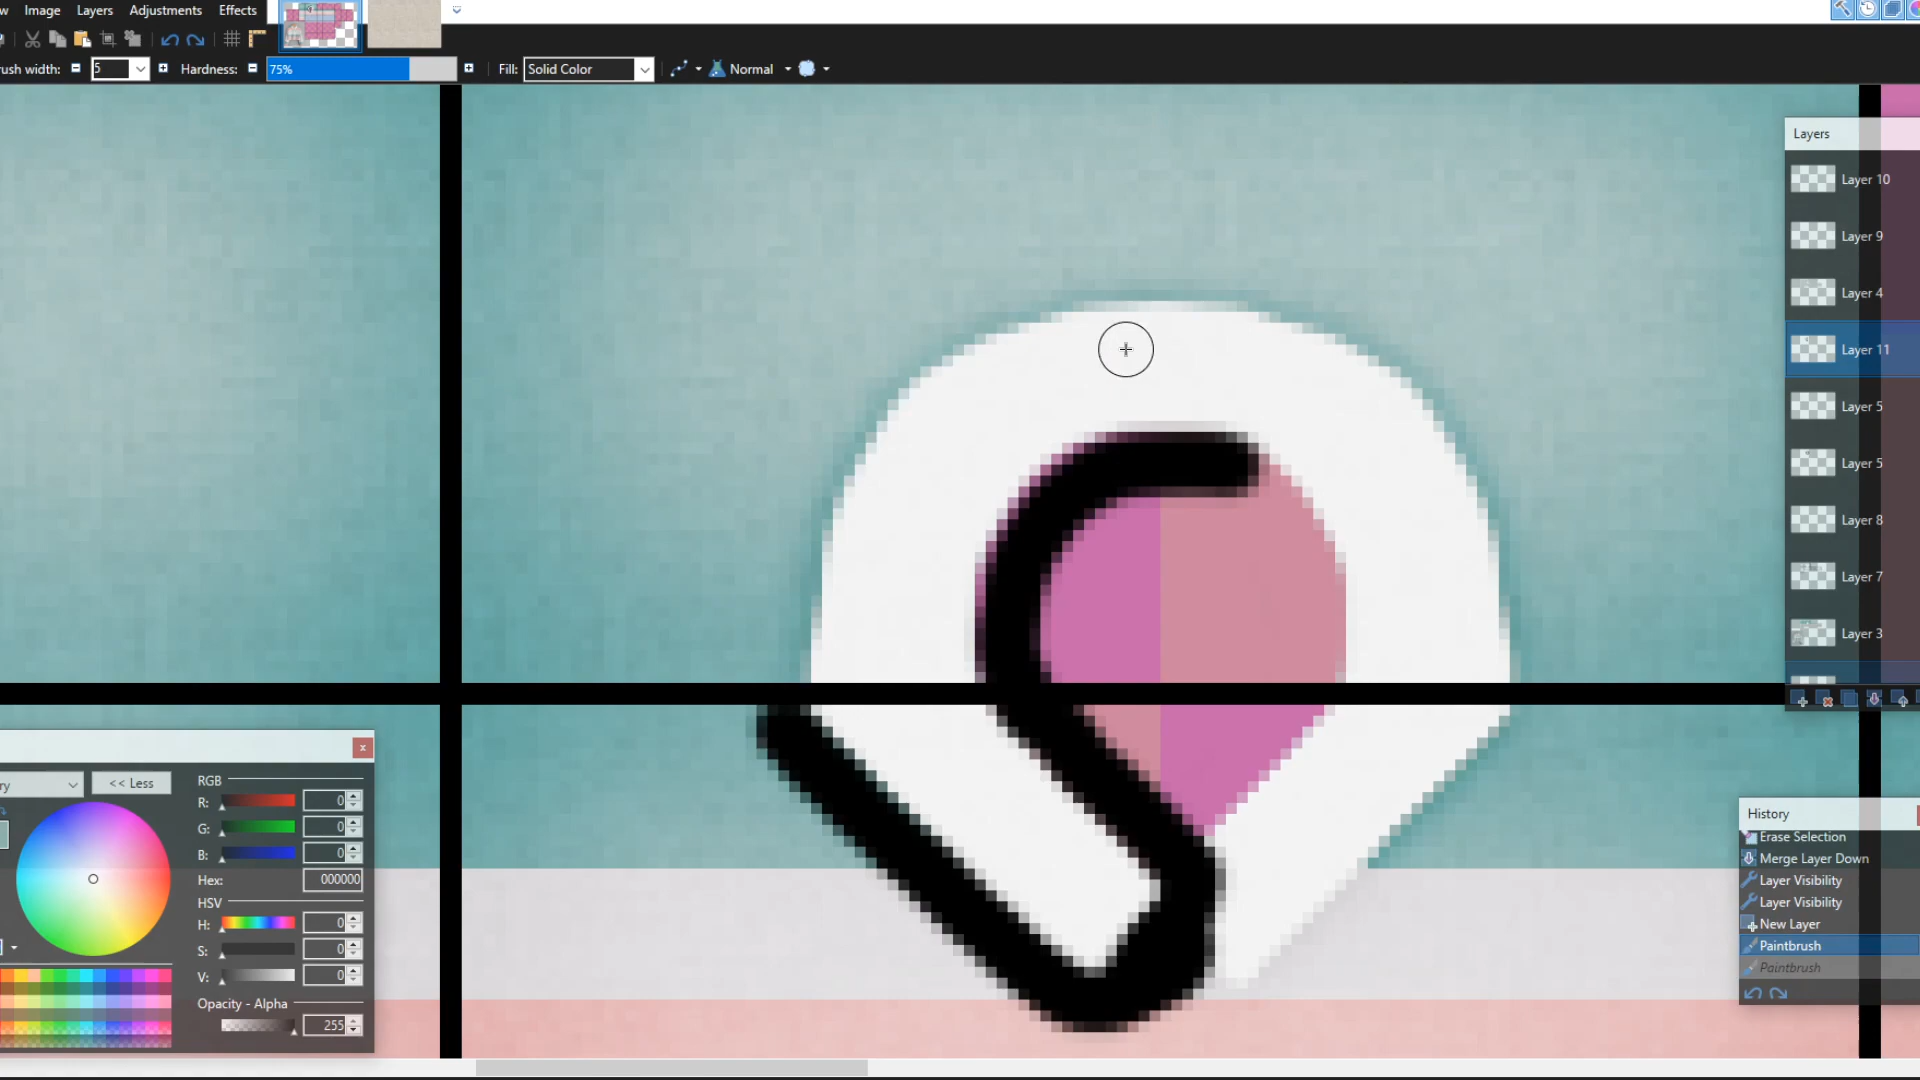 w Image Layers Adjustments Effects
ush width: 5 Hardness: 75% Fill: Solid Color Normal
Layers
Layer 10
Layer 9
Layer 4
Layer 11
Layer 5
Layer 5
Layer 8
Layer 7
Layer 3
ry << Less
RGB
R: 0
G: 0
B: 0
Hex: 000000
HSV
H: 0
S: 0
V: 0
Opacity - Alpha
255
History
Erase Selection
Merge Layer Down
Layer Visibility
Layer Visibility
New Layer
Paintbrush
Paintbrush